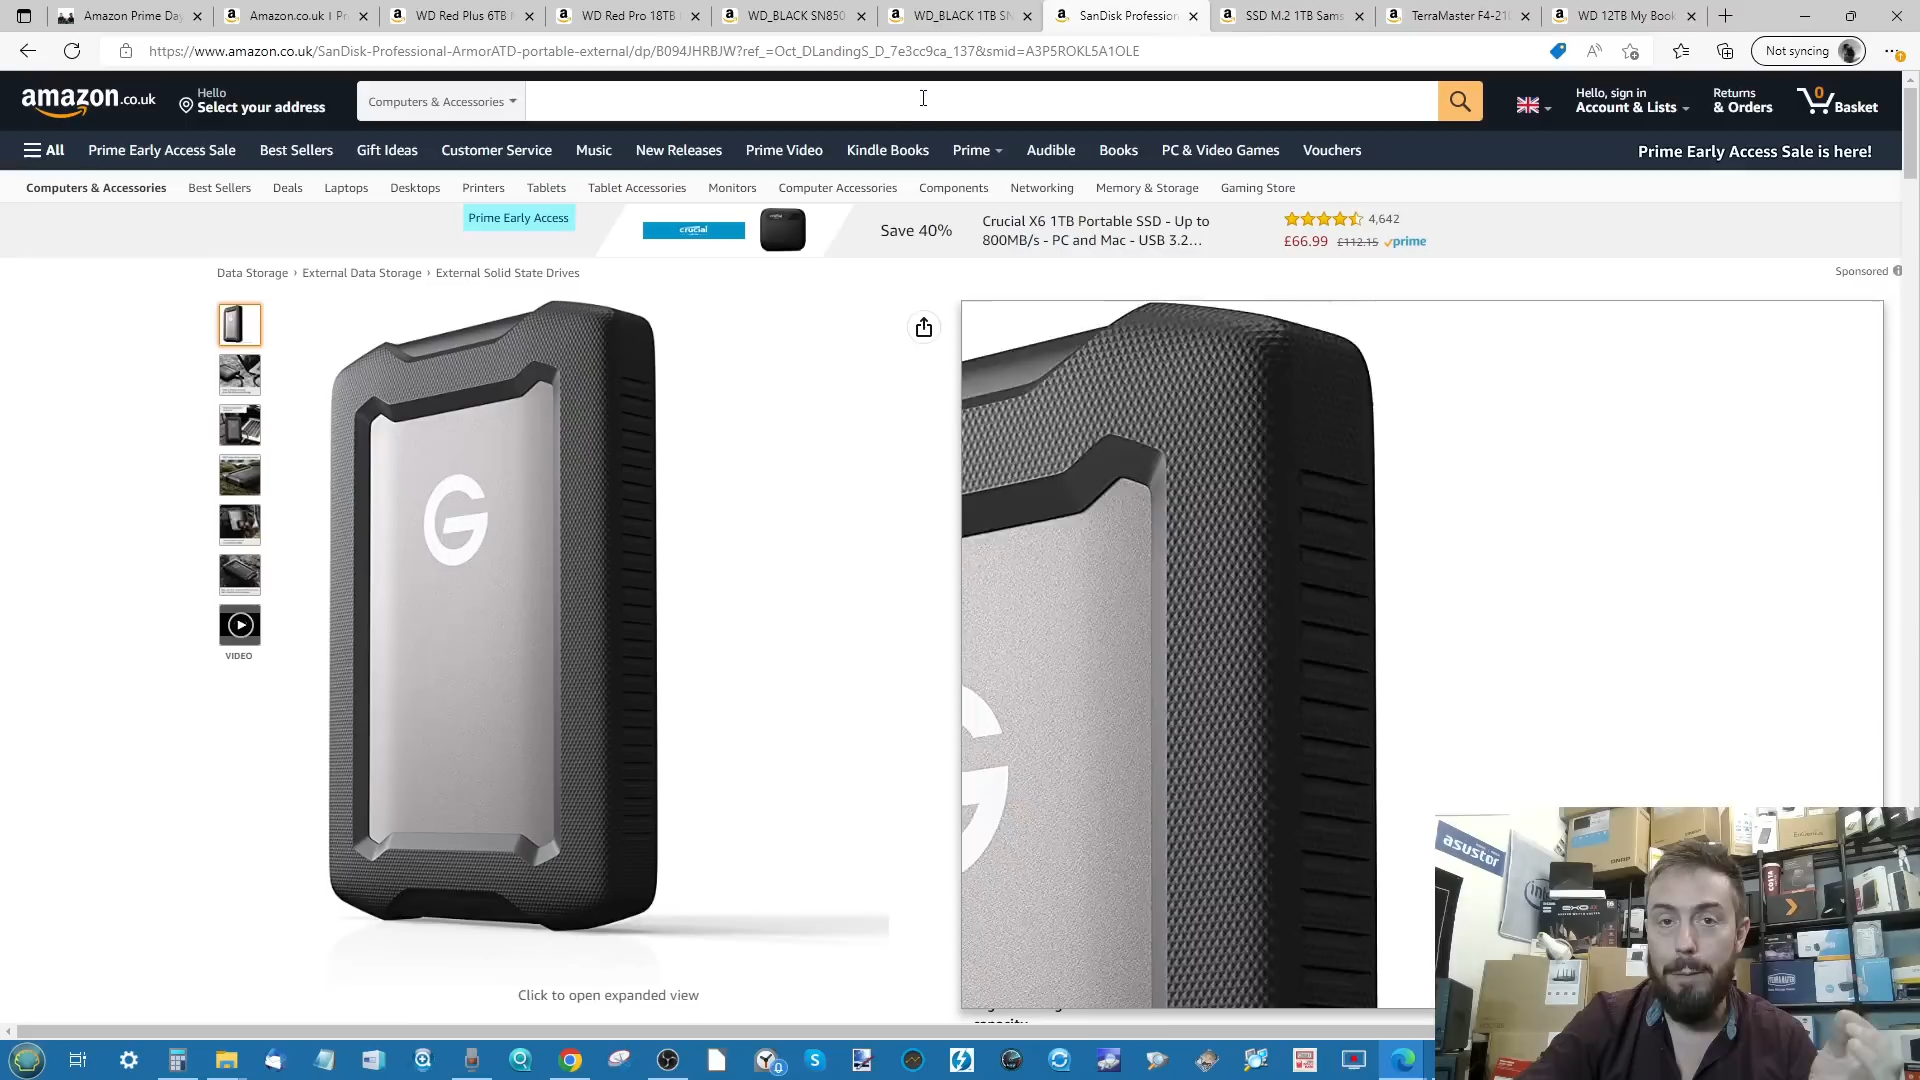 Amazon Prime Day
Amazon.co.uk | Pr
WD Red Plus 6TB
WD Red Pro 18TB
WD_BLACK SN850
WD_BLACK 1TB SN
SanDisk Profession
SSD M.2 1TB Sams
TerraMaster F4-210
WD 12TB My Book
https://www.amazon.co.uk/SanDisk-Professional-ArmorATD-portable-external/dp/B094JHRBJW?ref_=Oct_DLandingS_D_7e3cc9ca_137&smid=A3P5ROKL5A1OLE
Not syncing
amazon.co.uk
Hello
Select your address
Computers & Accessories
Hello, sign in
Account & Lists
Returns
& Orders
0
Basket
All
Prime Early Access Sale
Best Sellers
Gift Ideas
Customer Service
Music
New Releases
Prime Video
Kindle Books
Prime
Audible
Books
PC & Video Games
Vouchers
Prime Early Access Sale is here!
Computers & Accessories
Best Sellers
Deals
Laptops
Desktops
Printers
Tablets
Tablet Accessories
Monitors
Computer Accessories
Components
Networking
Memory & Storage
Gaming Store
Prime Early Access
crucial
Save 40%
Crucial X6 1TB Portable SSD - Up to
800MB/s - PC and Mac - USB 3.2...
4,642
£66.99 £112.15 prime
Data Storage › External Data Storage › External Solid State Drives
Sponsored
G
VIDEO
Click to open expanded view
capacity
asustor
intel
QNAP
EnGenius
COSTA